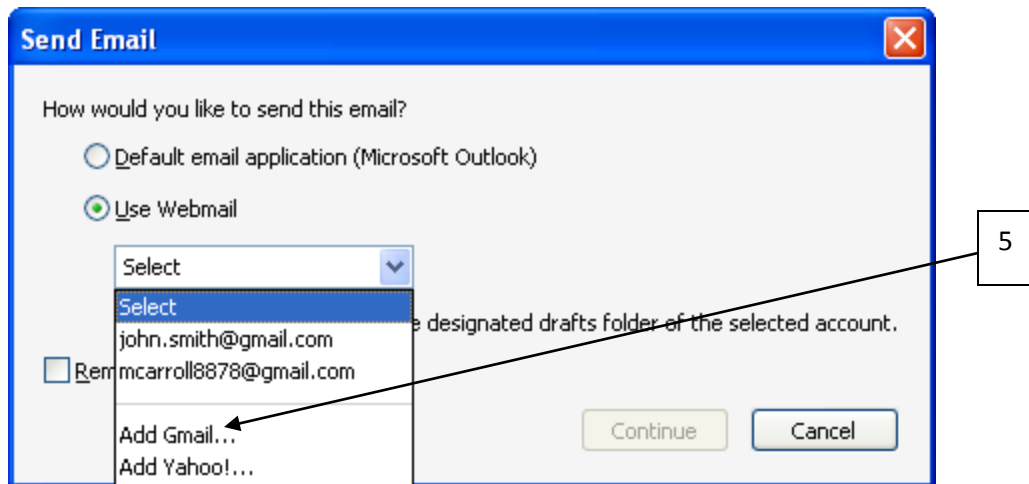 Send Email
How would you like to send this email?
Default email application (Microsoft Outlook)
Use Webmail
5
Select
Select
e designated drafts folder of the selected account.
john.smith@gmail.com
Rem
mcarroll8878@gmail.com
Add Gmail...
Continue
Cancel
Add Yahoo!...